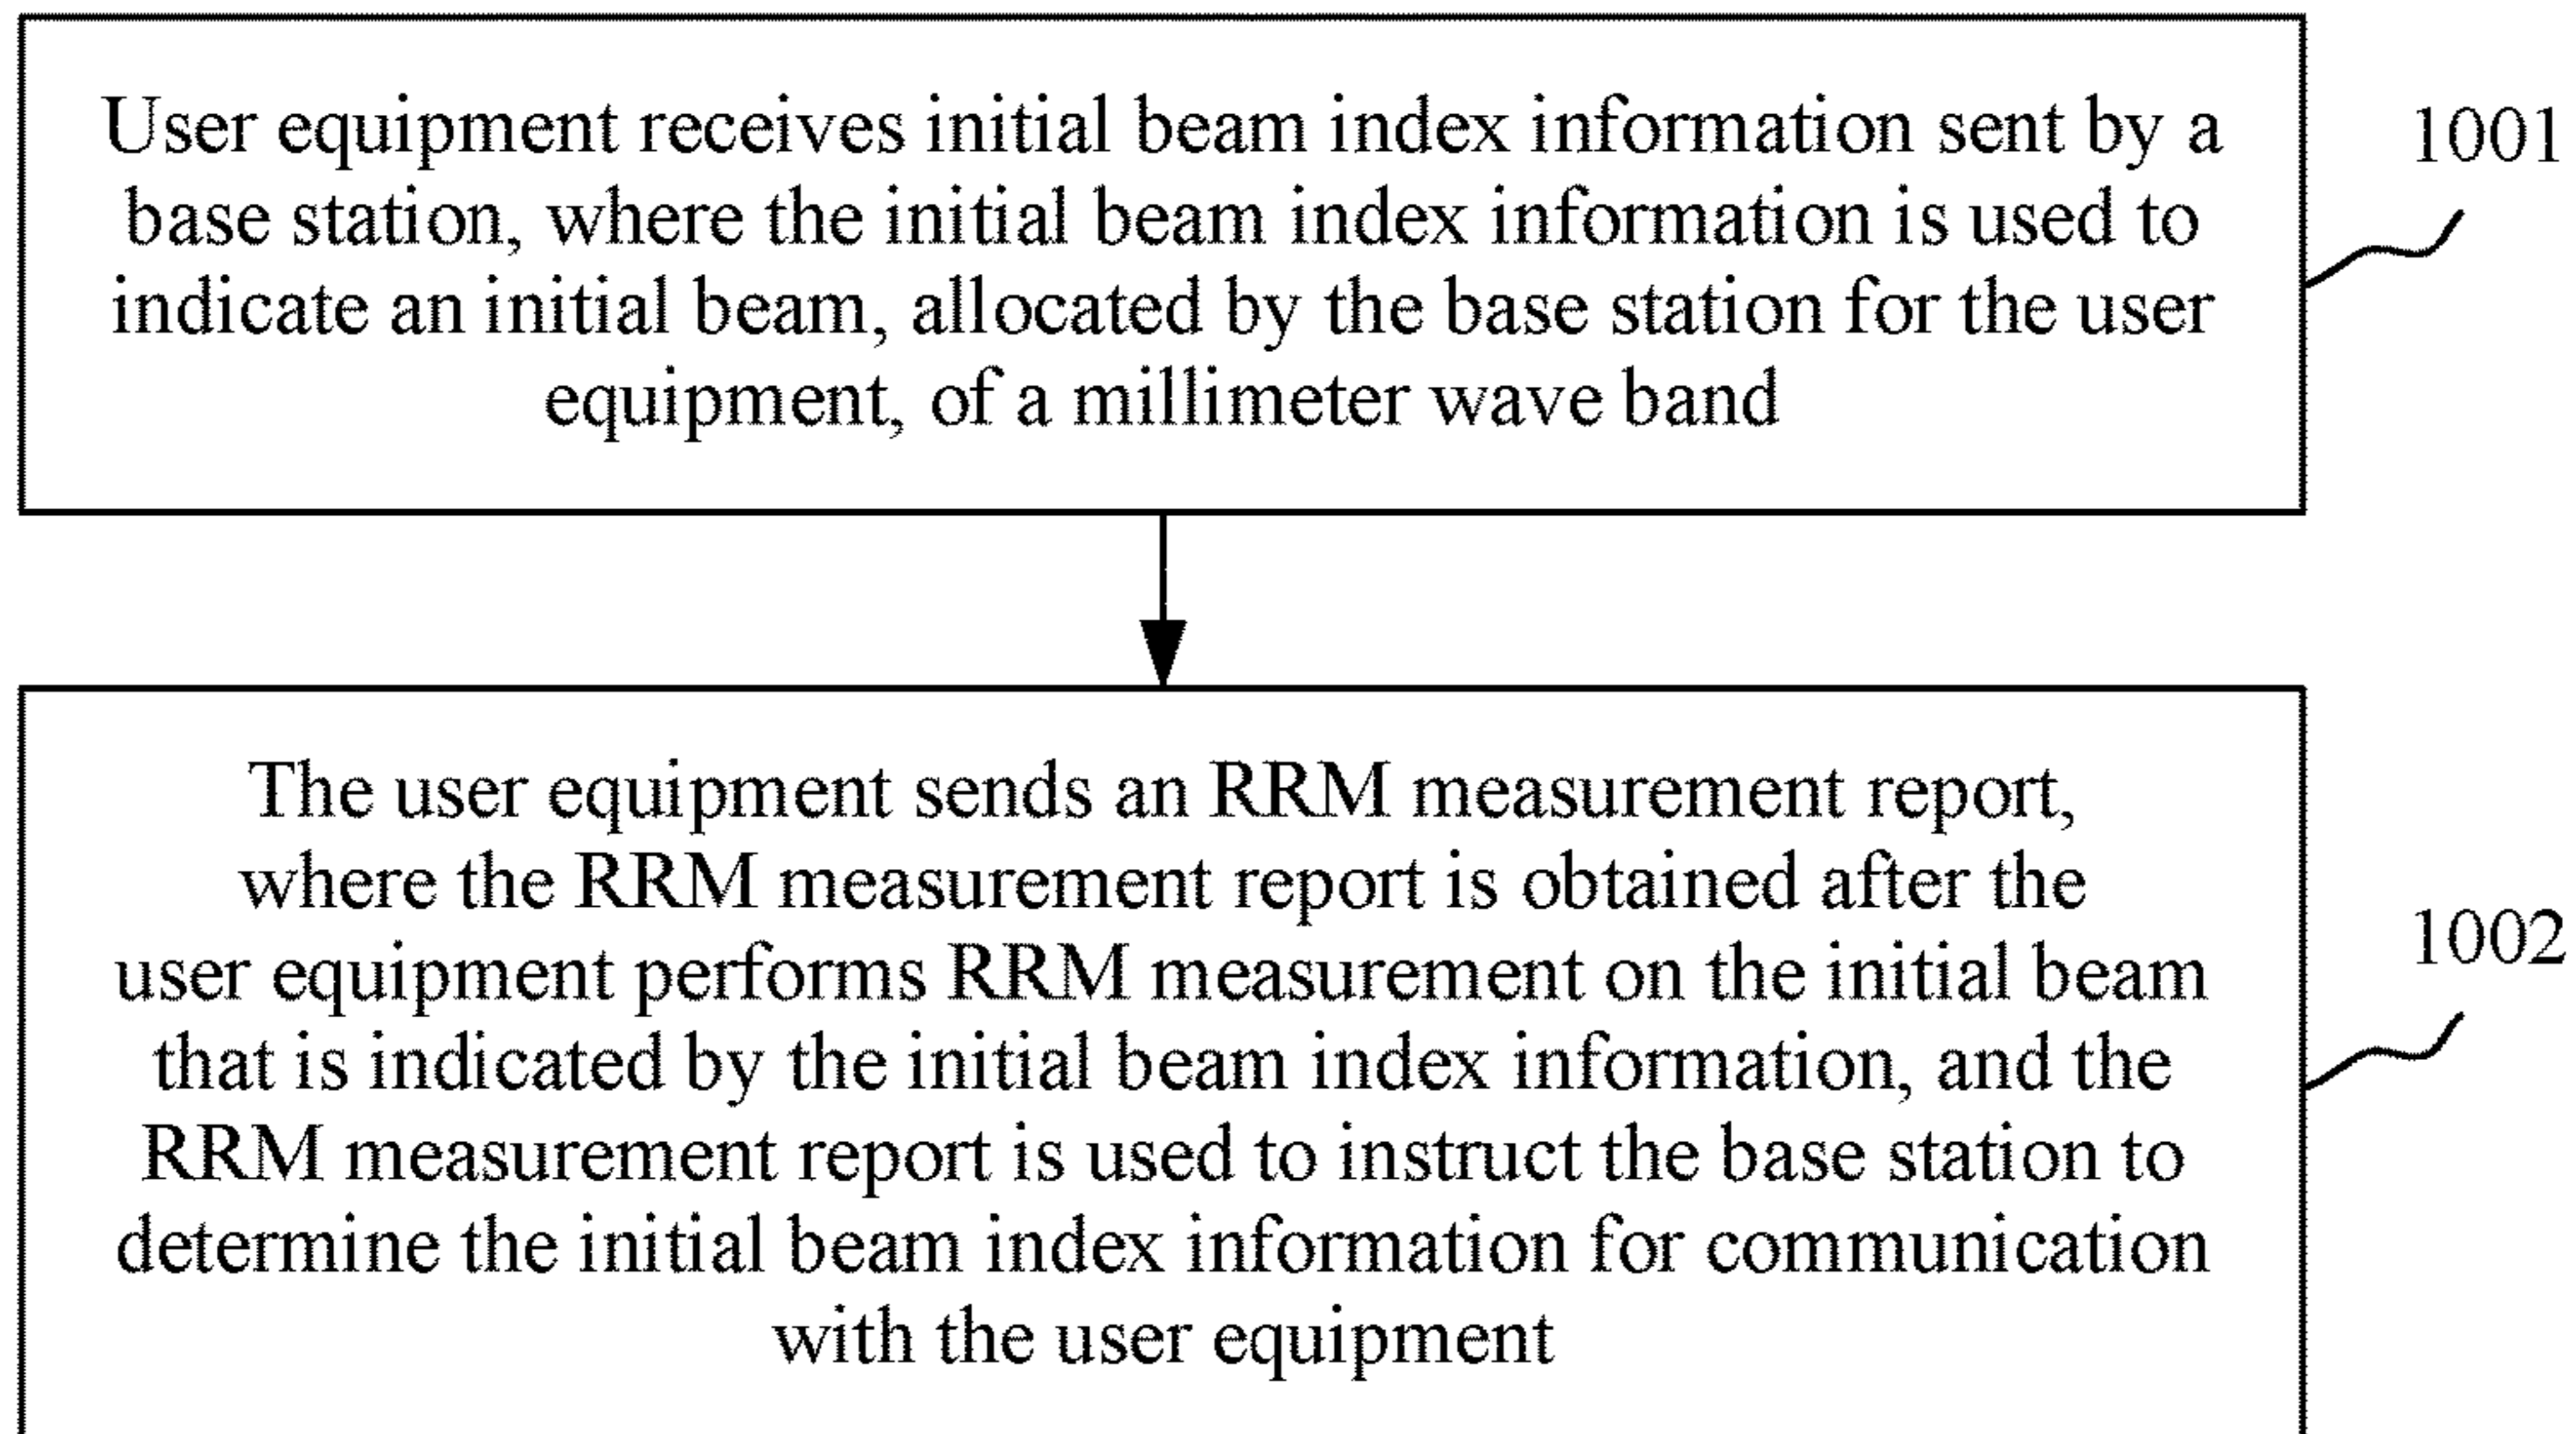 User equipment receives initial beam index information sent by a
base station, where the initial beam index information is used to
indicate an initial beam, allocated by the base station for the user
equipment, of a millimeter wave band
1001
The user equipment sends an RRM measurement report,
where the RRM measurement report is obtained after the
user equipment performs RRM measurement on the initial beam
that is indicated by the initial beam index information, and the
RRM measurement report is used to instruct the base station to
determine the initial beam index information for communication
with the user equipment
1002